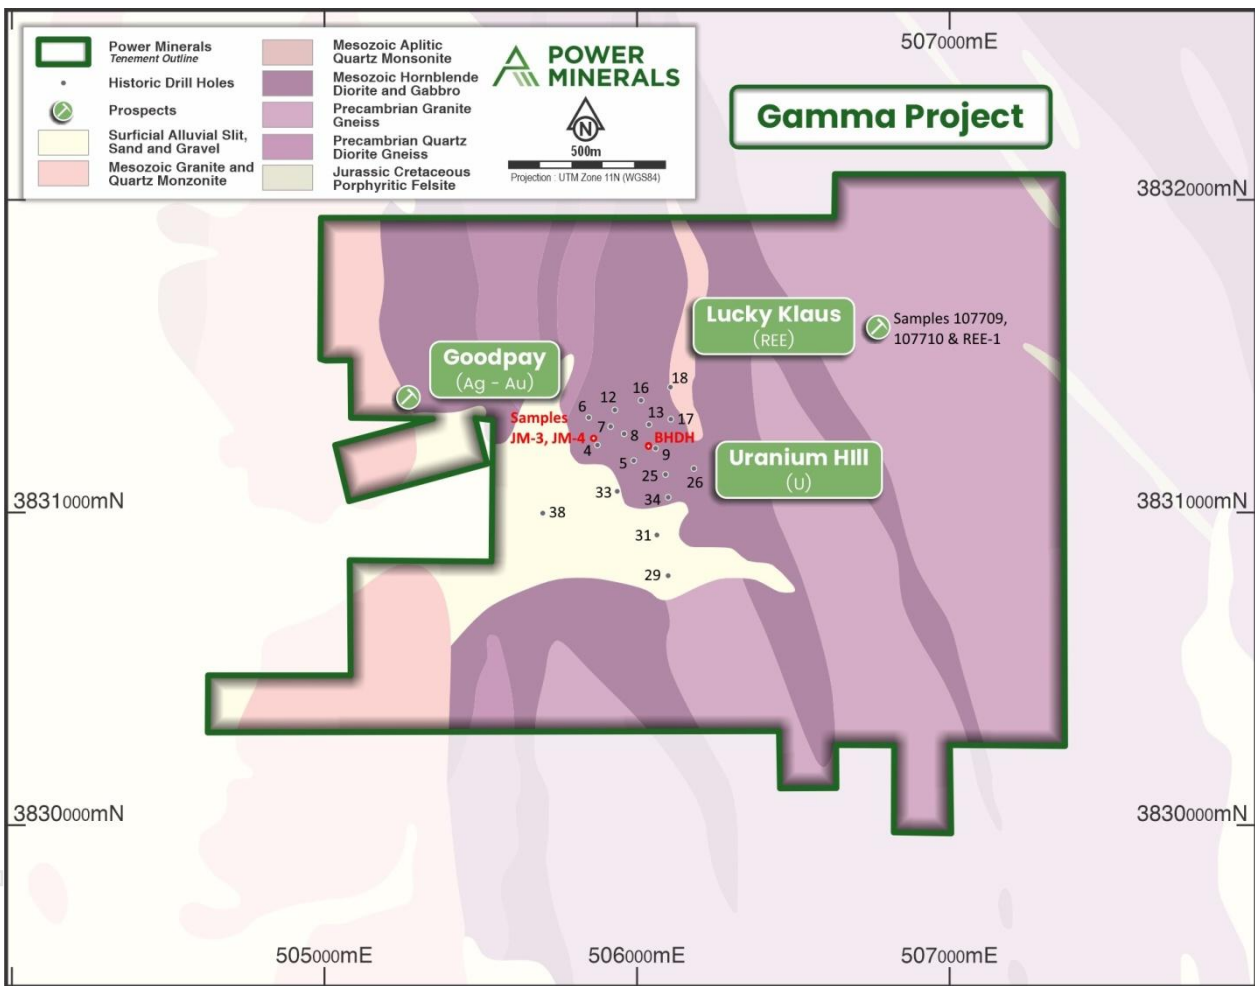 Power Minerals
Tenement Outline
Historic Drill Holes
Prospects
Surficial Alluvial Slit,
Sand and Gravel
Mesozoic Granite and
Quartz Monzonite
Mesozoic Aplitic
Quartz Monsonite
Mesozoic Hornblende
Diorite and Gabbro
Precambrian Granite
Gneiss
Precambrian Quartz
Diorite Gneiss
Jurassic Cretaceous
Porphyritic Felsite
POWER
MINERALS
N
500m
Projection : UTM Zone 11N (WGS84)
507000mE
Gamma Project
3832000mN
Lucky Klaus
(REE)
Samples 107709,
107710 & REE-1
Goodpay
(Ag - Au)
18
16
12
6
13
17
Samples
JM-3, JM-4
7
8
BHDH
4
9
5
25
26
Uranium HIll
(U)
33
34
38
31
29
3831000mN
3831000mN
3830000mN
3830000mN
505000mE
506000mE
507000mE